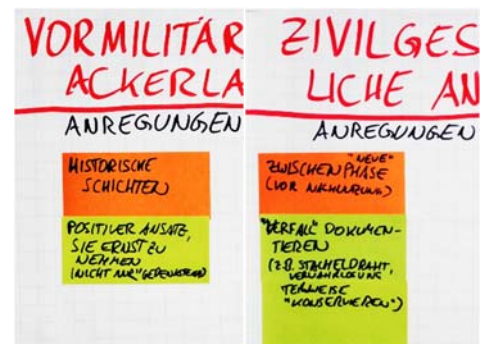 VORMILITÄR
ACKERLA
ANREGUNGEN
HISTORISCHE
SCHICHTEN
POSITIVER ANSATZ,
SIE ERNST ZU
NEHMEN
(NICHT NUR
ZIVILGES
LICHE AN
ANREGUNGEN
"NEUE"
ZWISCHENPHASE
(VOR NACHNUTZUNG)
"VERFALL" DOKUMEN-
TIEREN
(Z.B. STACHELDRAHT,
VERWAHRLOSUNG
TEILWEISE
"KONSERVIEREN")